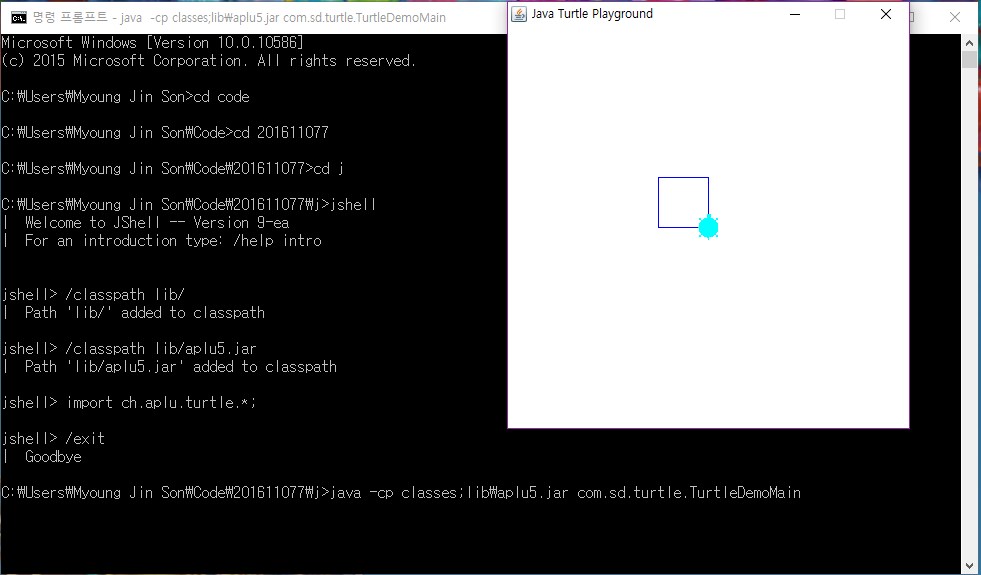 명령 프롬프트 - java -cp classes;lib₩aplu5.jar com.sd.turtle.TurtleDemoMain
Java Turtle Playground
Microsoft Windows [Version 10.0.10586]
(c) 2015 Microsoft Corporation. All rights reserved.
C:₩Users₩Myoung Jin Son>cd code
C:₩Users₩Myoung Jin Son₩Code>cd 201611077
C:₩Users₩Myoung Jin Son₩Code₩201611077>cd j
C:₩Users₩Myoung Jin Son₩Code₩201611077₩j>jshell
|  Welcome to JShell -- Version 9-ea
|  For an introduction type: /help intro
jshell> /classpath lib/
|  Path 'lib/' added to classpath
jshell> /classpath lib/aplu5.jar
|  Path 'lib/aplu5.jar' added to classpath
jshell> import ch.aplu.turtle.*;
jshell> /exit
|  Goodbye
C:₩Users₩Myoung Jin Son₩Code₩201611077₩j>java -cp classes;lib₩aplu5.jar com.sd.turtle.TurtleDemoMain